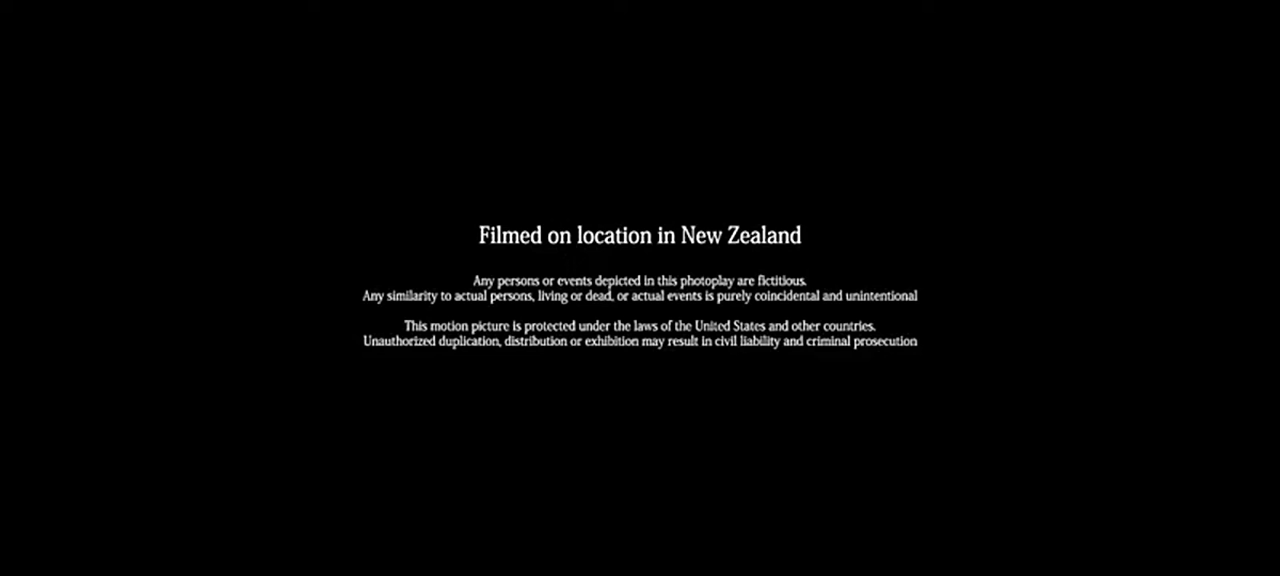 Filmed on location in New Zealand
Any persons or events depicted in this photoplay are fictitious.
Any similarity to actual persons, living or dead, or actual events is purely coincidental and unintentional
This motion picture is protected under the laws of the United States and other countries.
Unauthorized duplication, distribution or exhibition may result in civil liability and criminal prosecution